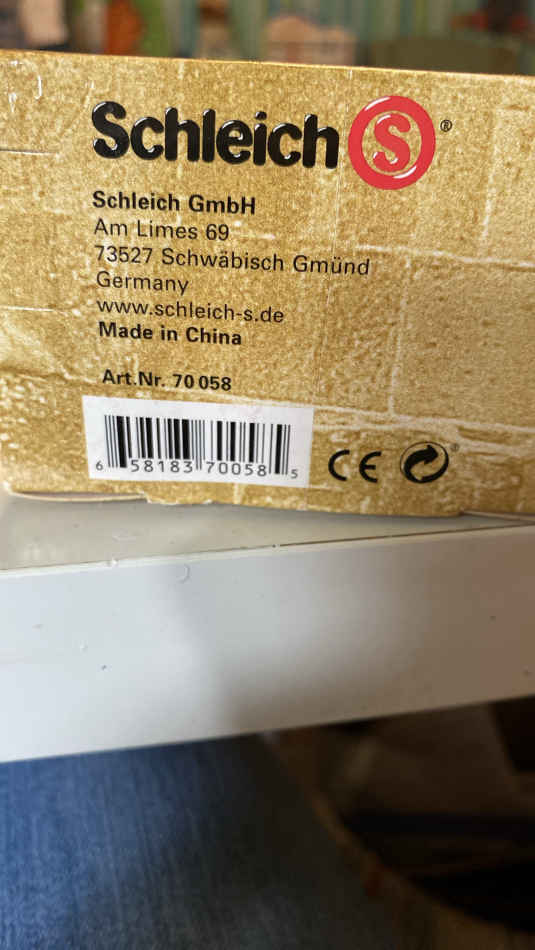 Schleich S ®
Schleich GmbH
Am Limes 69
73527 Schwäbisch Gmünd
Germany
www.schleich-s.de
Made in China
Art.Nr. 70 058
6 58183 70058 5
CE ®